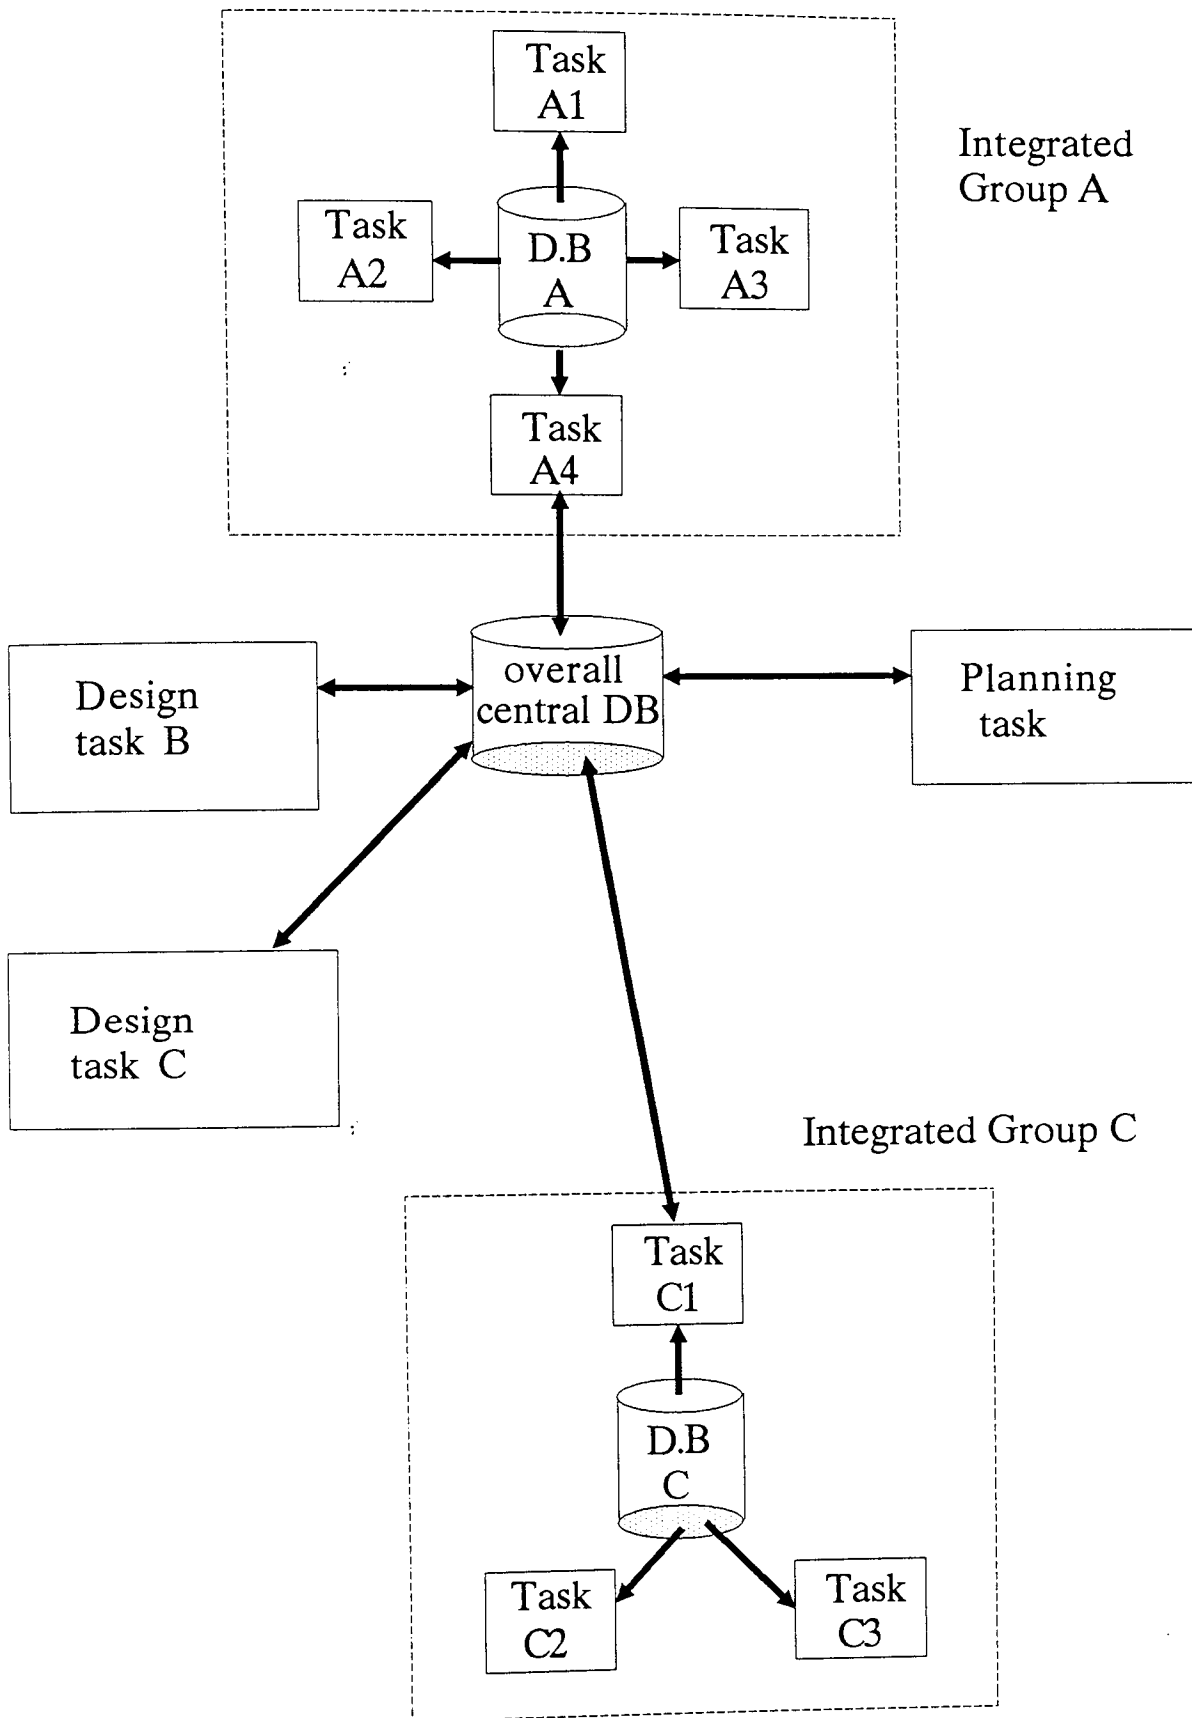 Task
A1
Integrated
Group A
Task
A2
D.B
A
Task
A3
Task
A4
overall
central DB
Design
task B
Planning
task
Design
task C
Integrated Group C
Task
C1
D.B
C
Task
C2
Task
C3